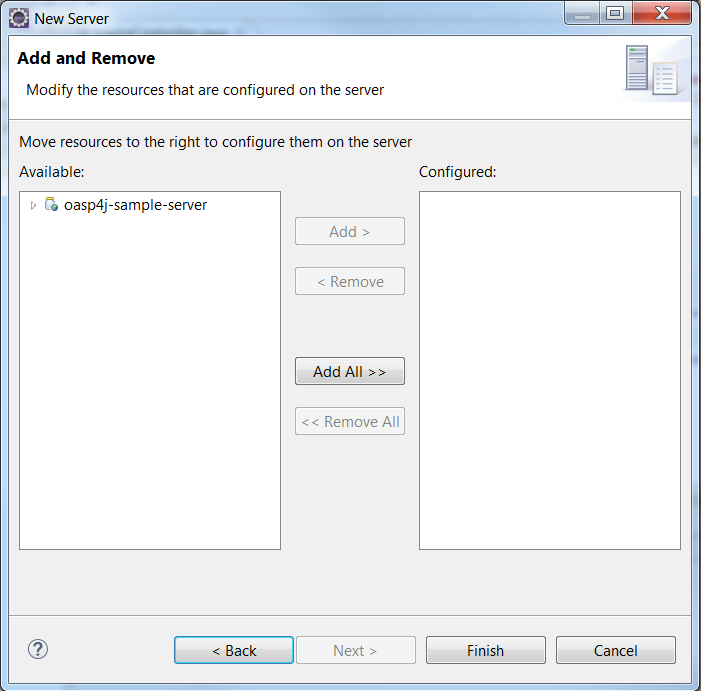 New Server
Add and Remove
Modify the resources that are configured on the server
Move resources to the right to configure them on the server
Available:
Configured:
oasp4j-sample-server
Add >
< Remove
Add All >>
<< Remove All
?
< Back
Next >
Finish
Cancel